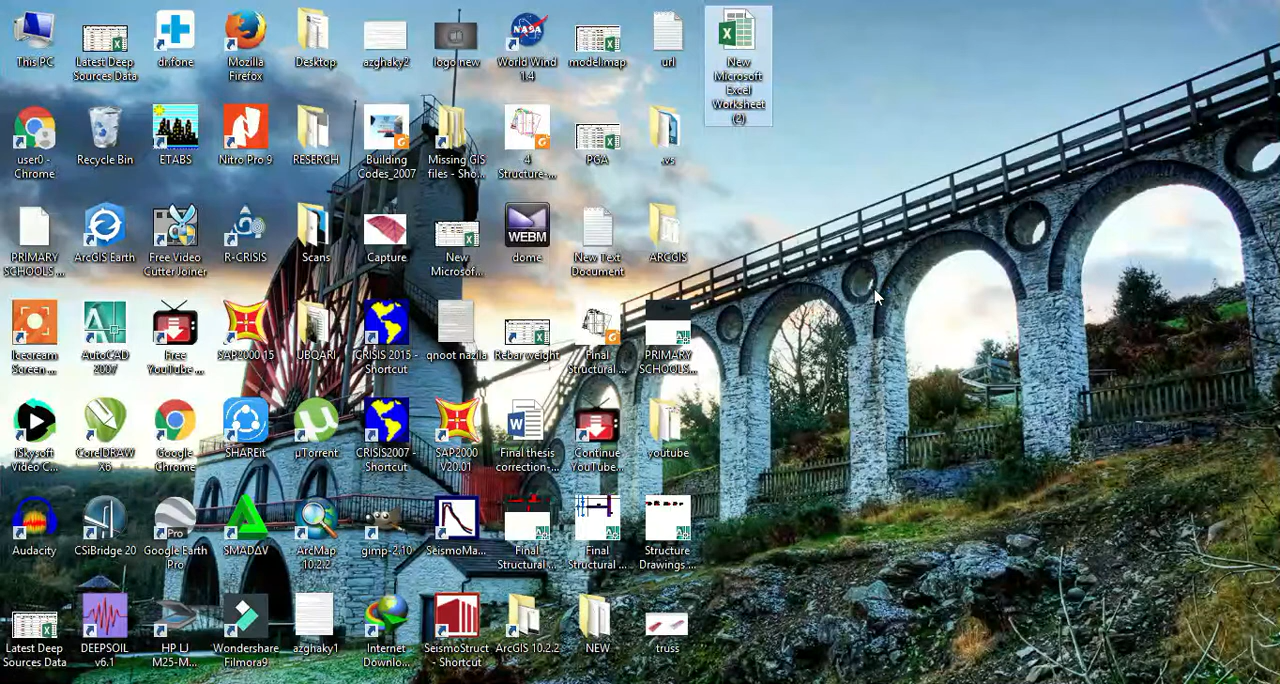 This PC
Latest Deep
Sources Data
dr.fone
Mozilla
Firefox
Desktop
azghaky2
logo new
NASA
World Wind
1.4
modelimap
url
New
Microsoft
Excel
Worksheet
(2)
user0 -
Chrome
Recycle Bin
ETABS
Nitro Pro 9
RESERCH
Building
Codes_2007
Missing GIS
files - Sho...
4
Structure-...
PGA
.vs
PRIMARY
SCHOOLS ...
ArcGIS Earth
Free Video
Cutter Joiner
R-CRISIS
Scans
Capture
New
Microsof...
WEBM
dome
New Text
Document
ARCGIS
Icecream
Screen ...
AutoCAD
2007
Free
YouTube ...
SAP2000 15
UBQARI
CRISIS 2015 -
Shortcut
qnoot nazila
Rebar weight
Final
Structural ...
PRIMARY
SCHOOLS...
iSkysoft
Video C...
CorelDRAW
X6
Google
Chrome
SHAREit
µTorrent
CRISIS2007 -
Shortcut
SAP2000
V20.01
Final thesis
correction-...
Continue
YouTube...
youtube
Audacity
CSiBridge 20
Pro
Google Earth
Pro
SMADΔV
ArcMap
10.2.2
gimp-2.10
SeismoMa...
Final
Structural ...
Final
Structural ...
Structure
Drawings ...
Latest Deep
Sources Data
DEEPSOIL
v6.1
HP LJ
M25-M...
Wondershare
Filmora9
azghaky1
Internet
Downlo...
SeismoStruct
- Shortcut
ArcGIS 10.2.2
NEW
truss